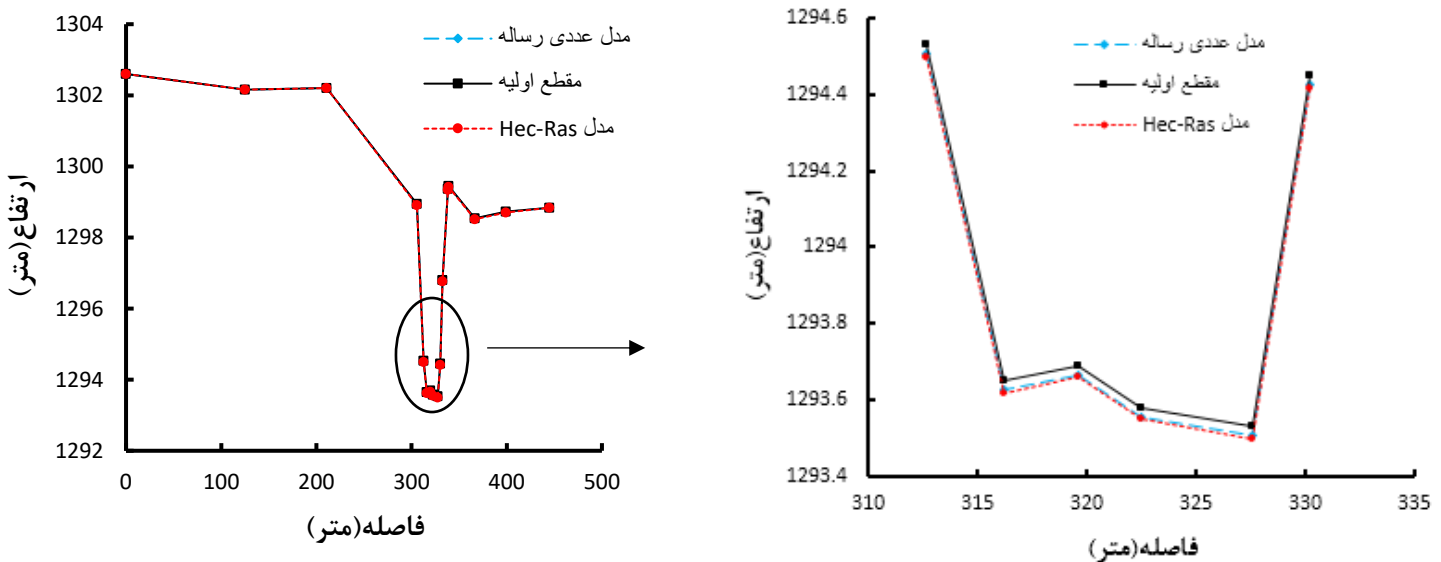 1304
1302
1300
1298
1296
1294
1292
0 100 200 300 400 500
ارتفاع(متر)
فاصله(متر)
مدل عددی رساله
مقطع اولیه
مدل Hec-Ras
1294.6
1294.4
1294.2
1294
1293.8
1293.6
1293.4
310 315 320 325 330 335
ارتفاع(متر)
فاصله(متر)
مدل عددی رساله
مقطع اولیه
مدل Hec-Ras